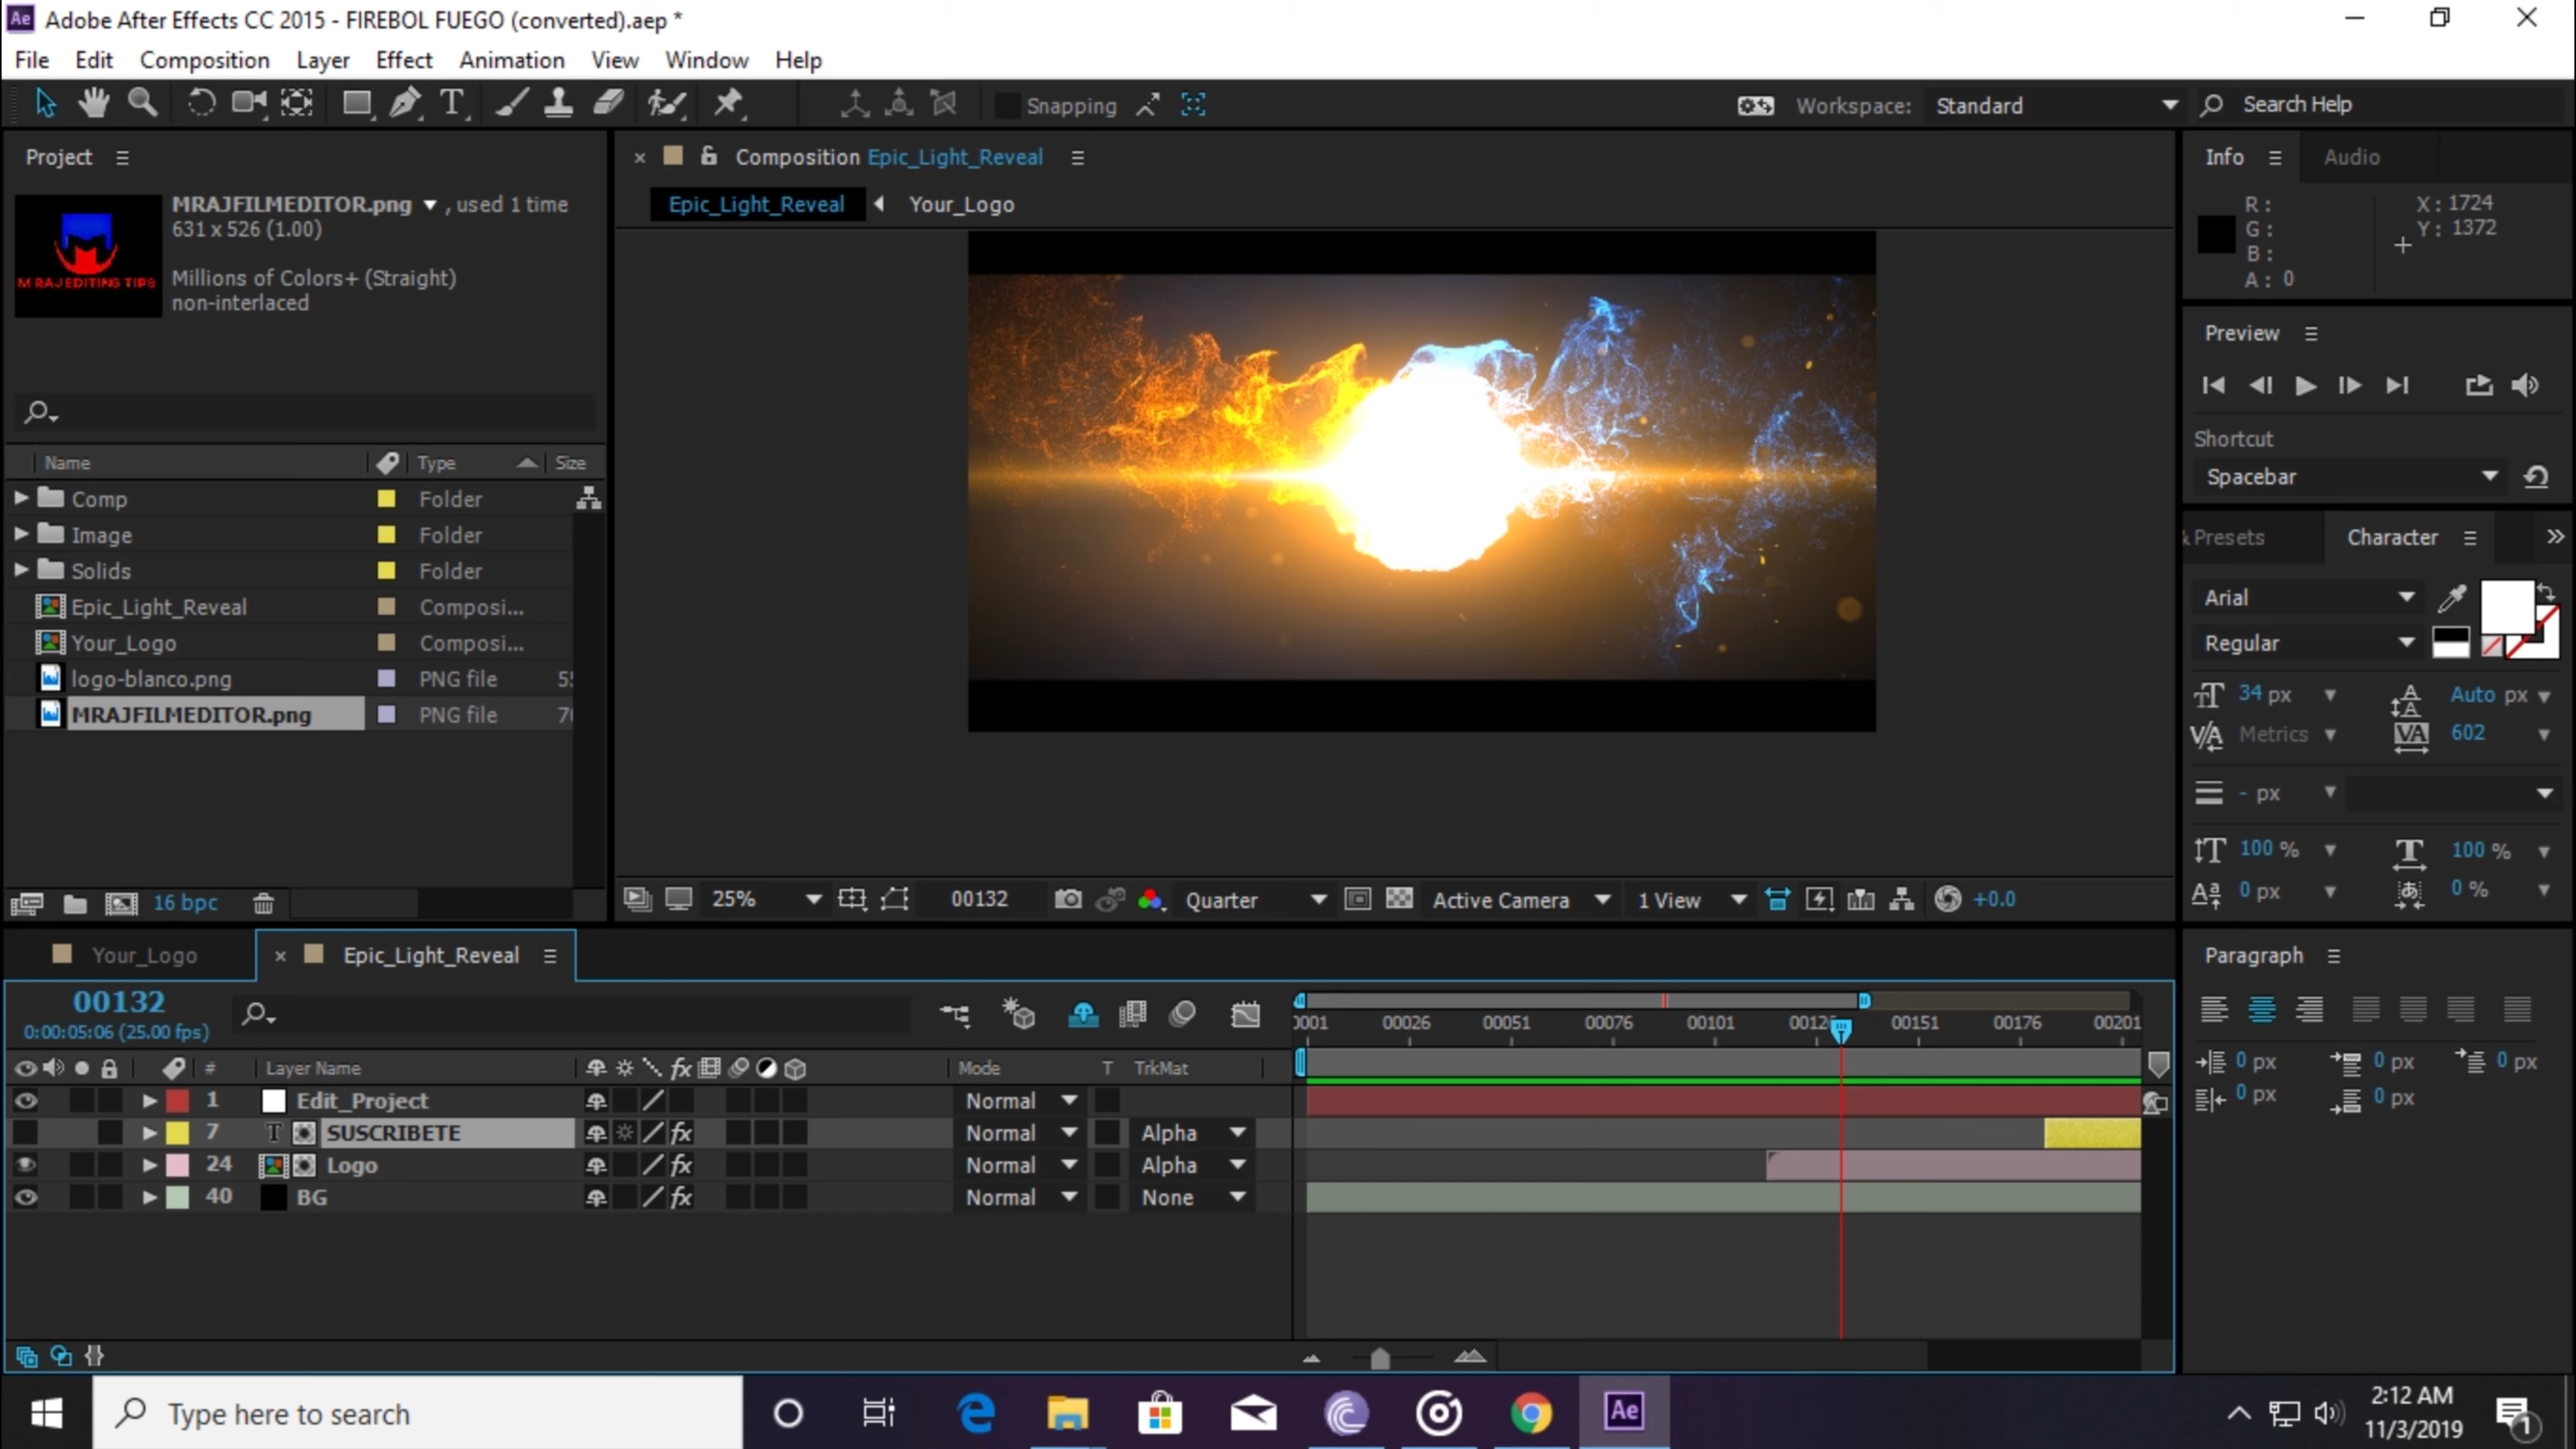 Ae Adobe After Effects CC 2015 - FIREBOL FUEGO (converted).aep *
File Edit Composition Layer Effect Animation View Window Help
Snapping Workspace: Standard Search Help
Project
MRAJFILMEDITOR.png , used 1 time
631 x 526 (1.00)
Millions of Colors+ (Straight)
non-interlaced
M RAJ EDITING TIPS
Name Type Size
Comp Folder
Image Folder
Solids Folder
Epic_Light_Reveal Composi...
Your_Logo Composi...
logo-blanco.png PNG file
MRAJFILMEDITOR.png PNG file
16 bpc
Composition Epic_Light_Reveal
Epic_Light_Reveal Your_Logo
25% 00132 Quarter Active Camera 1 View +0.0
Info Audio
R: X: 1724
G: Y: 1372
B:
A: 0
Preview
Shortcut
Spacebar
& Presets Character
Arial
Regular
34 px Auto px
Metrics 602
- px
100 % 100 %
0 px 0 %
Paragraph
0 px 0 px 0 px
0 px 0 px
Your_Logo Epic_Light_Reveal
00132
0:00:05:06 (25.00 fps)
00026 00051 00076 00101 00151 00176 00201
# Layer Name Mode T TrkMat
1 Edit_Project Normal
7 SUSCRIBETE Normal Alpha
24 Logo Normal Alpha
40 BG Normal None
Type here to search
Ae
2:12 AM
11/3/2019
1